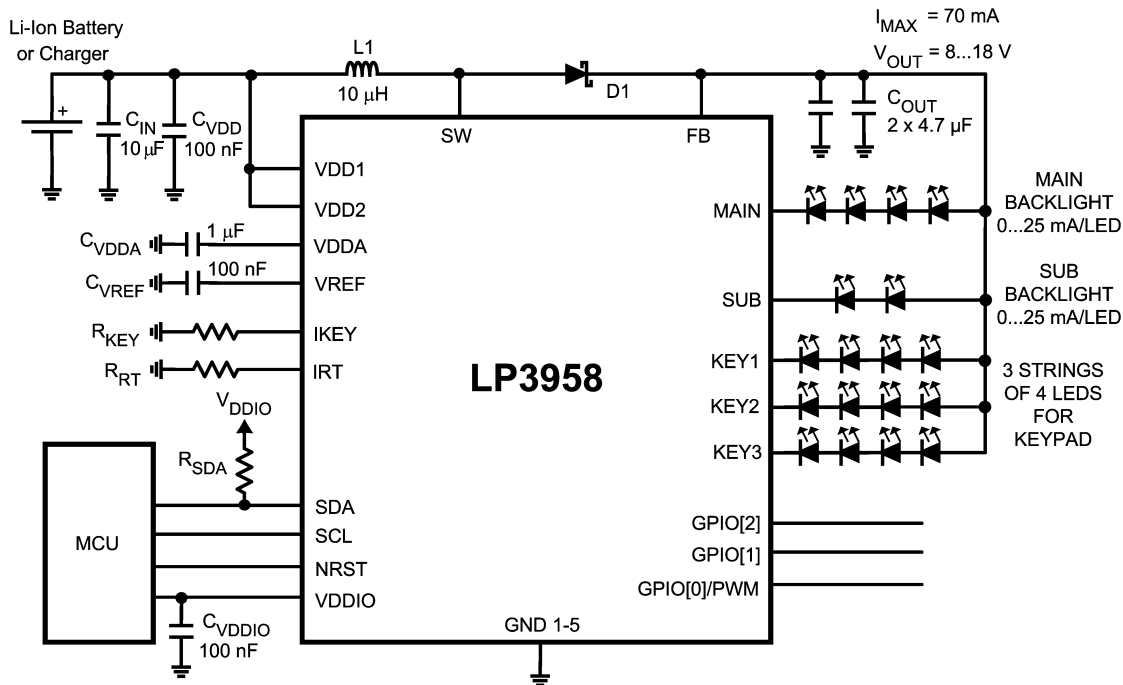 Li-Ion Battery
or Charger
+
C_IN
10 μF
C_VDD
100 nF
L1
10 μH
D1
I_MAX = 70 mA
V_OUT = 8...18 V
C_OUT
2 x 4.7 μF
SW
FB
VDD1
VDD2
C_VDDA
1 μF
VDDA
C_VREF
100 nF
VREF
R_KEY
IKEY
R_RT
IRT
V_DDIO
R_SDA
MCU
SDA
SCL
NRST
VDDIO
C_VDDIO
100 nF
LP3958
GND 1-5
MAIN
MAIN
BACKLIGHT
0...25 mA/LED
SUB
SUB
BACKLIGHT
0...25 mA/LED
KEY1
KEY2
KEY3
3 STRINGS
OF 4 LEDS
FOR
KEYPAD
GPIO[2]
GPIO[1]
GPIO[0]/PWM